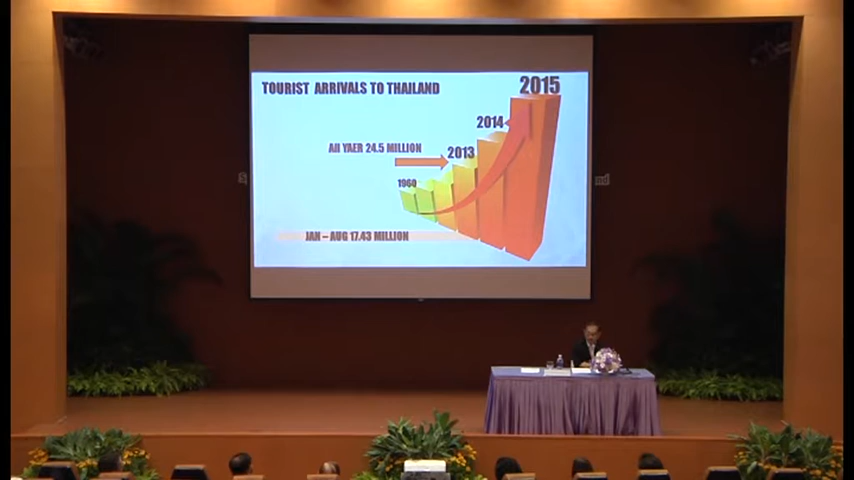 TOURIST ARRIVALS TO THAILAND
2015
2014
2013
All YAER 24.5 MILLION
1960
JAN – AUG 17.43 MILLION